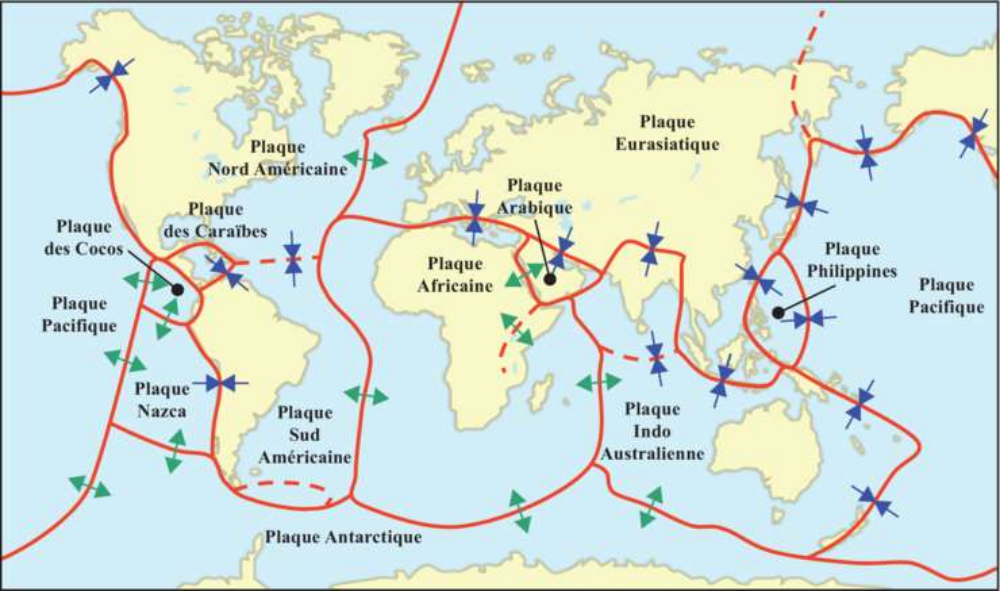 Plaque
Nord Américaine
Plaque
Eurasiatique
Plaque
Arabique
Plaque
des Caraïbes
Plaque
des Cocos
Plaque
Africaine
Plaque
Philippines
Plaque
Pacifique
Plaque
Pacifique
Plaque
Nazca
Plaque
Sud
Américaine
Plaque
Indo
Australienne
Plaque Antarctique